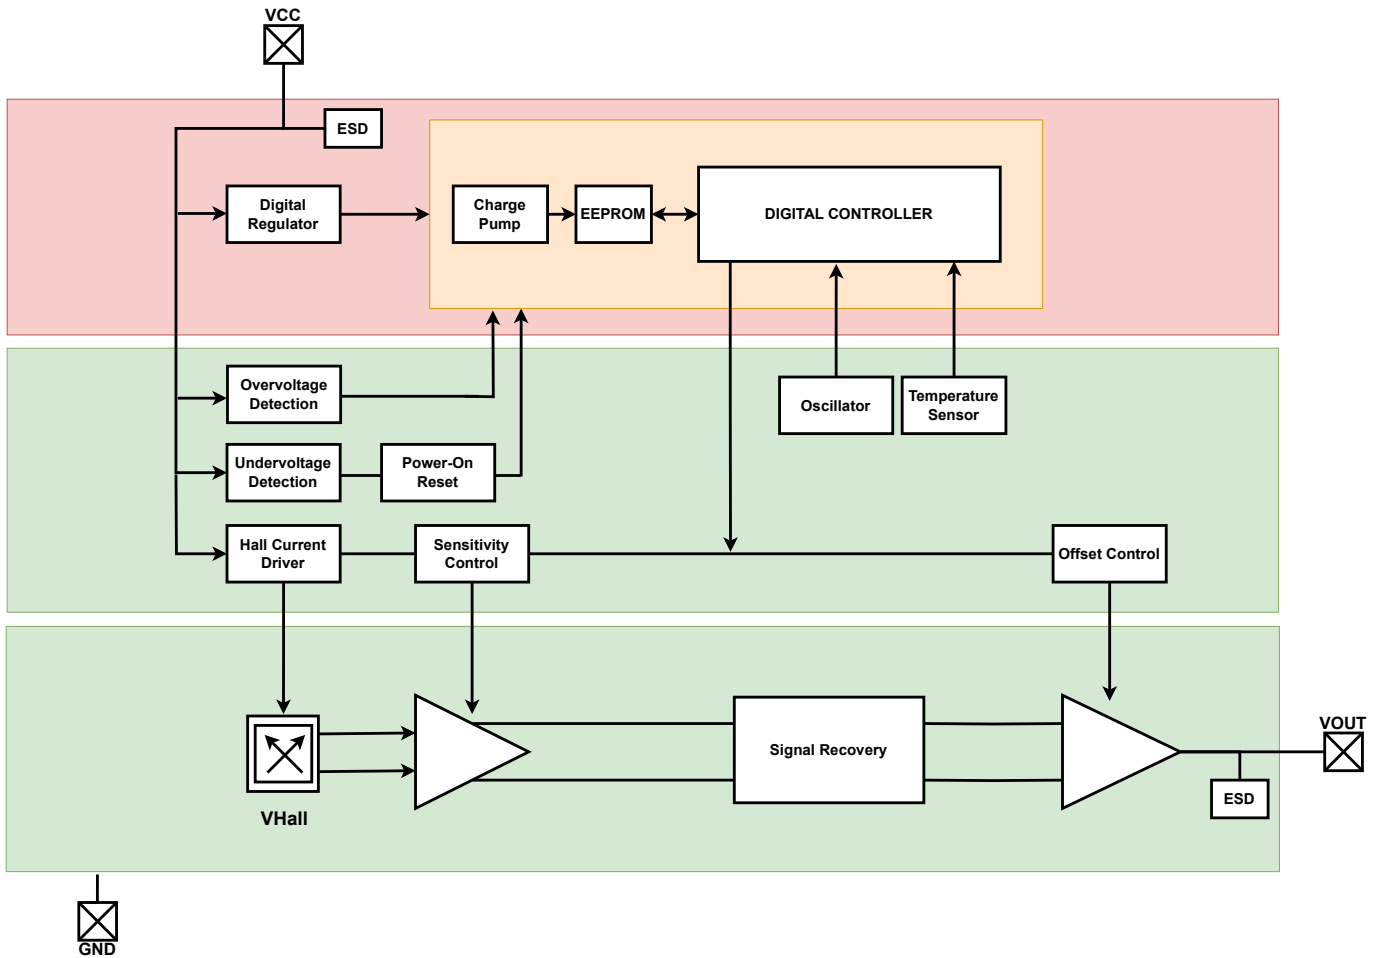 VCC
ESD
Digital
Regulator
Charge
Pump
EEPROM
DIGITAL CONTROLLER
Overvoltage
Detection
Oscillator
Temperature
Sensor
Undervoltage
Detection
Power-On
Reset
Hall Current
Driver
Sensitivity
Control
Offset Control
VHall
Signal Recovery
VOUT
ESD
GND